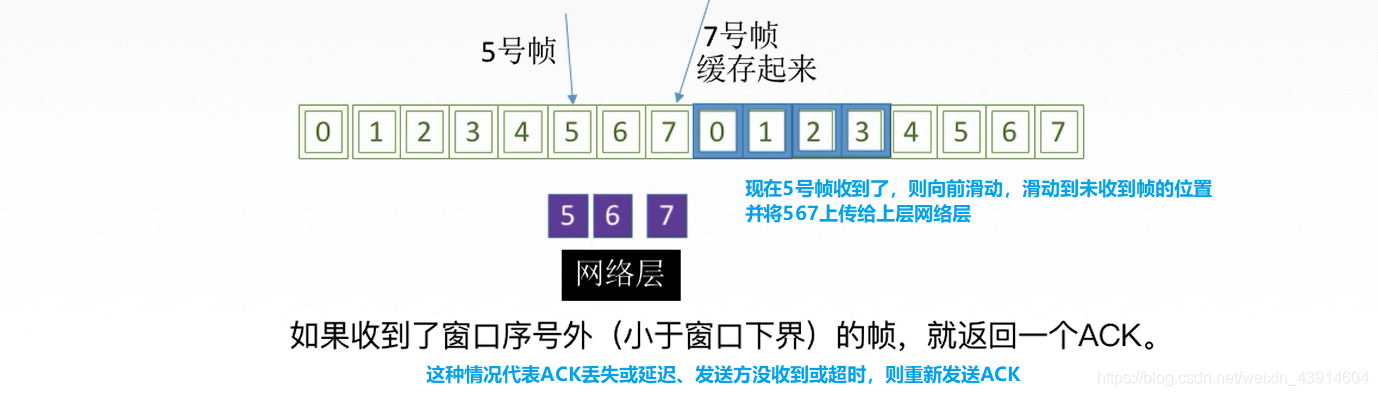 5号帧
7号帧
缓存起来
0 1 2 3 4 5 6 7 0 1 2 3 4 5 6 7
现在5号帧收到了，则向前滑动，滑动到未收到帧的位置
并将567上传给上层网络层
5 6 7
网络层
如果收到了窗口序号外（小于窗口下界）的帧，就返回一个ACK。
这种情况代表ACK丢失或延迟、发送方没收到或超时，则重新发送ACK
https://blog.csdn.net/weixin_43914604